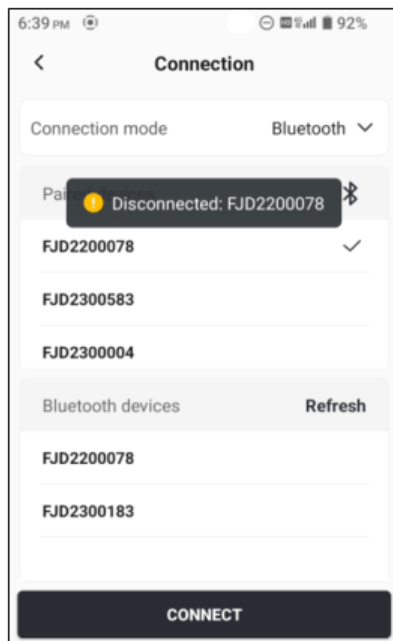 6:39 PM 92%
Connection
Connection mode Bluetooth
Disconnected: FJD2200078
FJD2200078
FJD2300583
FJD2300004
Bluetooth devices Refresh
FJD2200078
FJD2300183
CONNECT